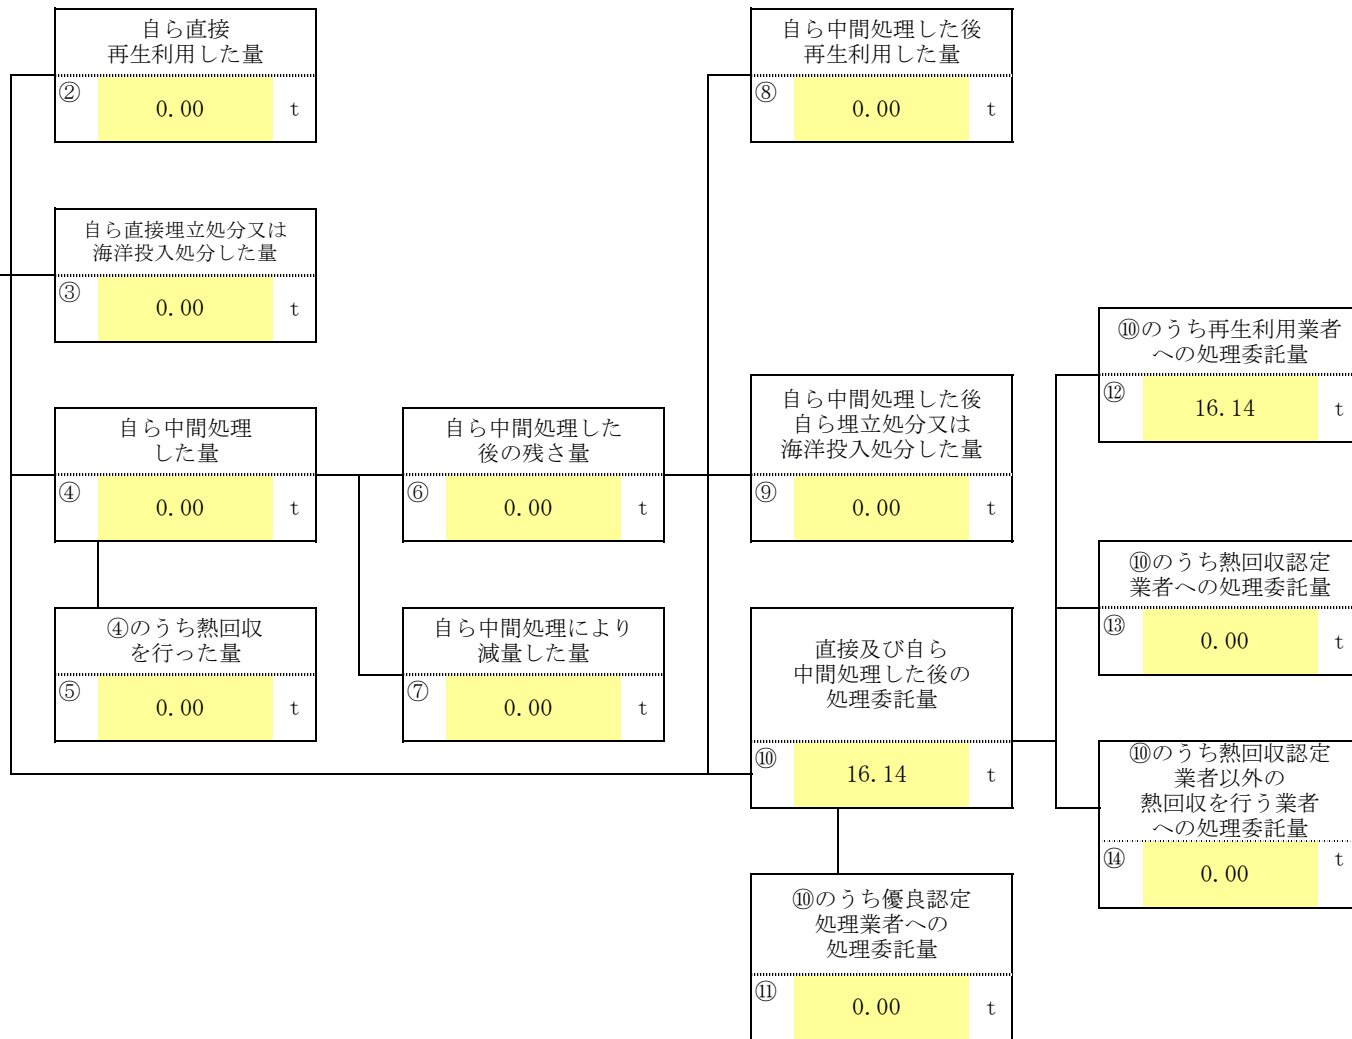 自ら直接
再生利用した量
②
0.00 t
自ら直接埋立処分又は
海洋投入処分した量
③
0.00 t
自ら中間処理
した量
④
0.00 t
④のうち熱回収
を行った量
⑤
0.00 t
自ら中間処理した
後の残さ量
⑥
0.00 t
自ら中間処理により
減量した量
⑦
0.00 t
自ら中間処理した後
再生利用した量
⑧
0.00 t
自ら中間処理した後
自ら埋立処分又は
海洋投入処分した量
⑨
0.00 t
直接及び自ら
中間処理した後の
処理委託量
⑩
16.14 t
⑩のうち優良認定
処理業者への
処理委託量
⑪
0.00 t
⑩のうち再生利用業者
への処理委託量
⑫
16.14 t
⑩のうち熱回収認定
業者への処理委託量
⑬
0.00 t
⑩のうち熱回収認定
業者以外の
熱回収を行う業者
への処理委託量
⑭
0.00 t